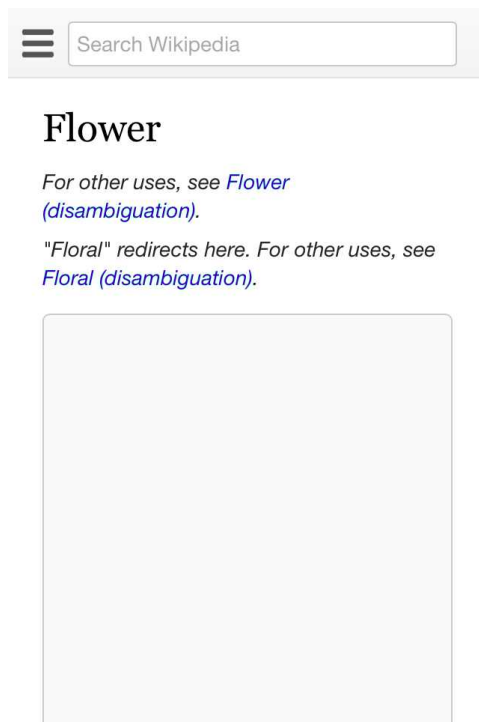 Search Wikipedia
Flower
For other uses, see Flower
(disambiguation).
"Floral" redirects here. For other uses, see
Floral (disambiguation).